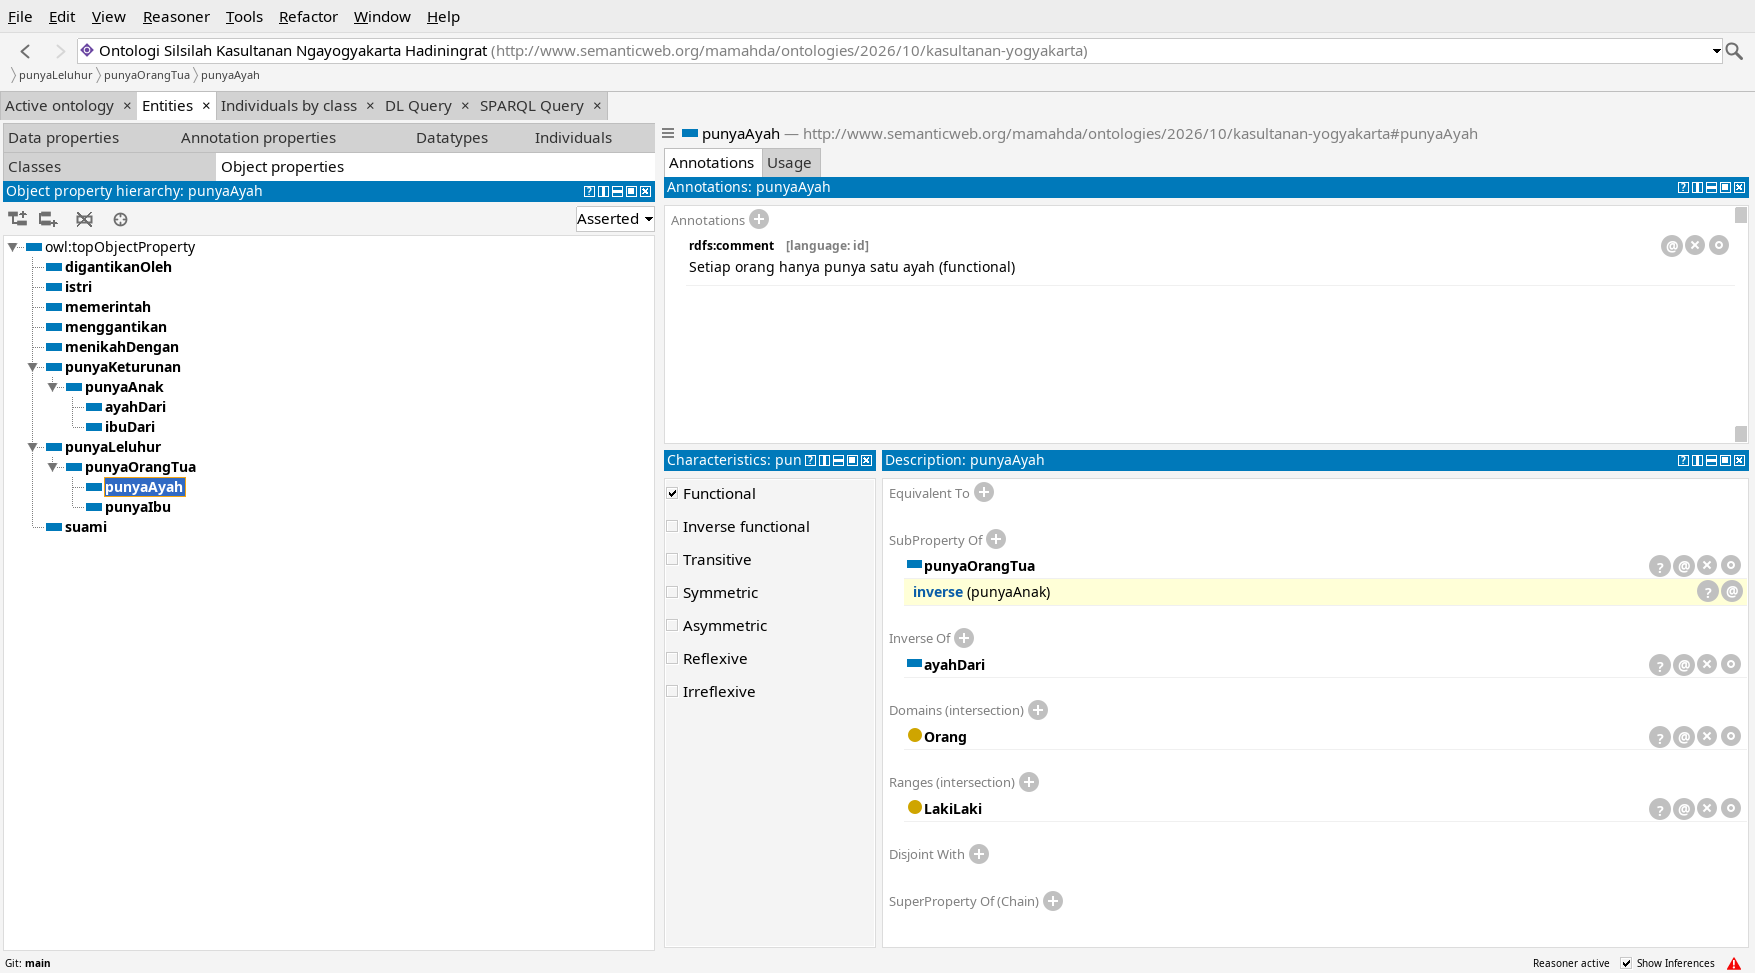 File Edit View Reasoner Tools Refactor Window Help
Ontologi Silsilah Kasultanan Ngayogyakarta Hadiningrat (http://www.semanticweb.org/mamahda/ontologies/2026/10/kasultanan-yogyakarta)
punyaLeluhur punyaOrangTua punyaAyah
Active ontology × Entities × Individuals by class × DL Query × SPARQL Query ×
Data properties Annotation properties Datatypes Individuals
Classes Object properties
Object property hierarchy: punyaAyah
Asserted
owl:topObjectProperty
digantikanOleh
istri
memerintah
menggantikan
menikahDengan
punyaKeturunan
punyaAnak
ayahDari
ibuDari
punyaLeluhur
punyaOrangTua
punyaAyah
punyaIbu
suami
punyaAyah — http://www.semanticweb.org/mamahda/ontologies/2026/10/kasultanan-yogyakarta#punyaAyah
Annotations Usage
Annotations: punyaAyah
Annotations
rdfs:comment [language: id]
Setiap orang hanya punya satu ayah (functional)
Characteristics: pun
Functional
Inverse functional
Transitive
Symmetric
Asymmetric
Reflexive
Irreflexive
Description: punyaAyah
Equivalent To
SubProperty Of
punyaOrangTua
inverse (punyaAnak)
Inverse Of
ayahDari
Domains (intersection)
Orang
Ranges (intersection)
LakiLaki
Disjoint With
SuperProperty Of (Chain)
Git: main
Reasoner active Show Inferences